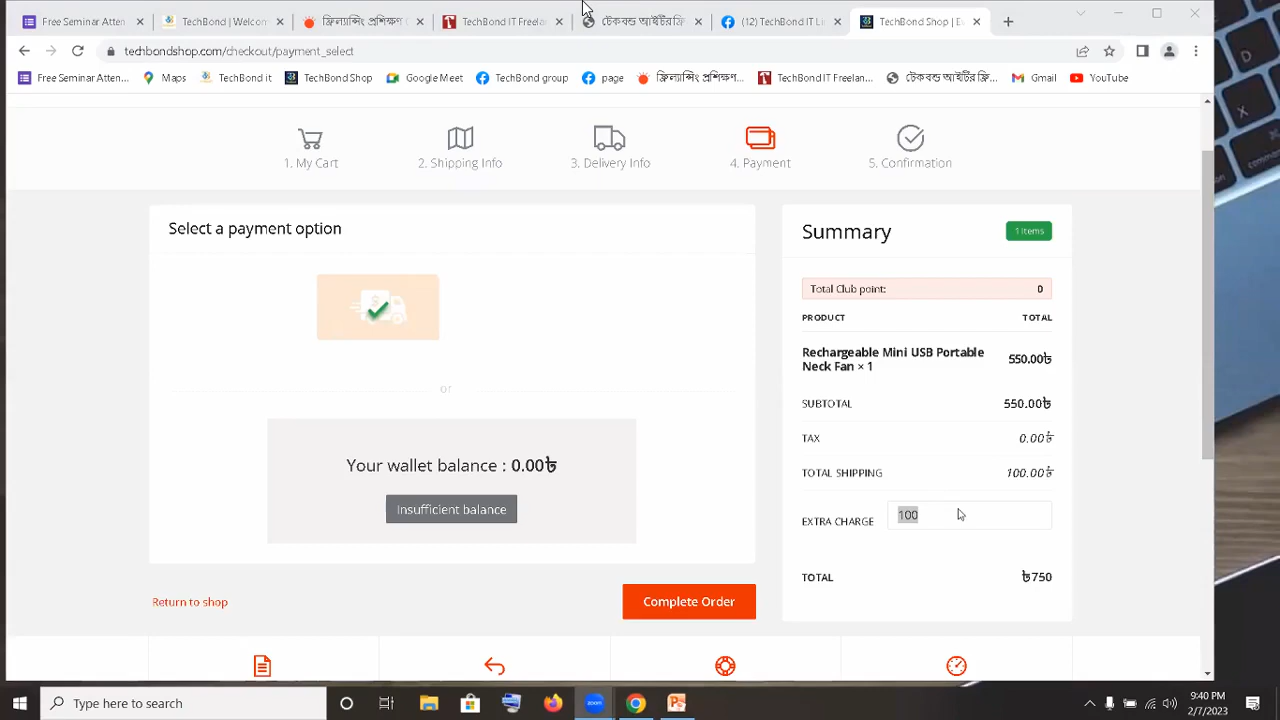 Free Seminar Atten
TechBond | Welcom
ফ্রিল্যান্সিং প্রশিক্ষণ
TechBond IT Freela
টেকবন্ড আইটির ফ্রি
(12) TechBond IT Li
TechBond Shop | E
techbondshop.com/checkout/payment_select
Free Seminar Atten...
Maps
TechBond it
TechBond Shop
Google Meet
TechBond group
page
ফ্রিল্যান্সিং প্রশিক্ষণ...
TechBond IT Freelan...
টেকবন্ড আইটির ফ্রি...
Gmail
YouTube
1. My Cart
2. Shipping Info
3. Delivery Info
4. Payment
5. Confirmation
Select a payment option
or
Your wallet balance : 0.00৳
Insufficient balance
Return to shop
Complete Order
Summary
1 Items
Total Club point: 0
PRODUCT TOTAL
Rechargeable Mini USB Portable
Neck Fan × 1 550.00৳
SUBTOTAL 550.00৳
TAX 0.00৳
TOTAL SHIPPING 100.00৳
EXTRA CHARGE 100
TOTAL ৳750
Type here to search
9:40 PM
2/7/2023